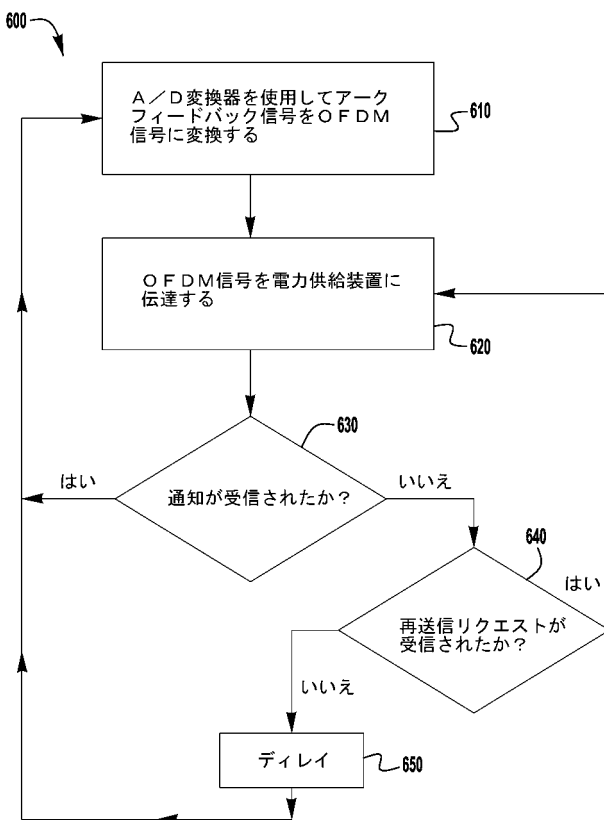 600
A／D変換器を使用してアーク
フィードバック信号をOFDM
信号に変換する
610
OFDM信号を電力供給装置に
伝達する
620
630
はい
通知が受信されたか？
いいえ
640
はい
再送信リクエストが
受信されたか？
いいえ
ディレイ
650